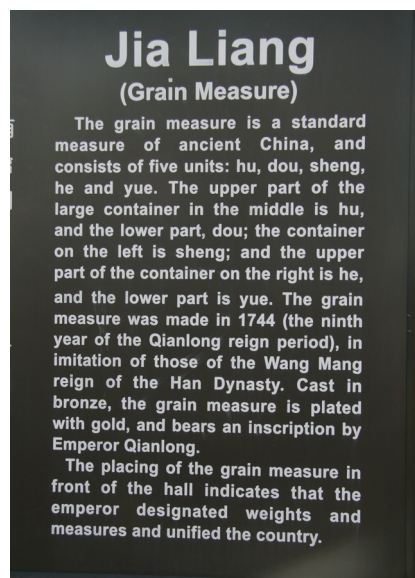 Jia Liang
(Grain Measure)
The grain measure is a standard
measure of ancient China, and
consists of five units: hu, dou, sheng,
he and yue. The upper part of the
large container in the middle is hu,
and the lower part, dou; the container
on the left is sheng; and the upper
part of the container on the right is he,
and the lower part is yue. The grain
measure was made in 1744 (the ninth
year of the Qianlong reign period), in
imitation of those of the Wang Mang
reign of the Han Dynasty. Cast in
bronze, the grain measure is plated
with gold, and bears an inscription by
Emperor Qianlong.
The placing of the grain measure in
front of the hall indicates that the
emperor designated weights and
measures and unified the country.